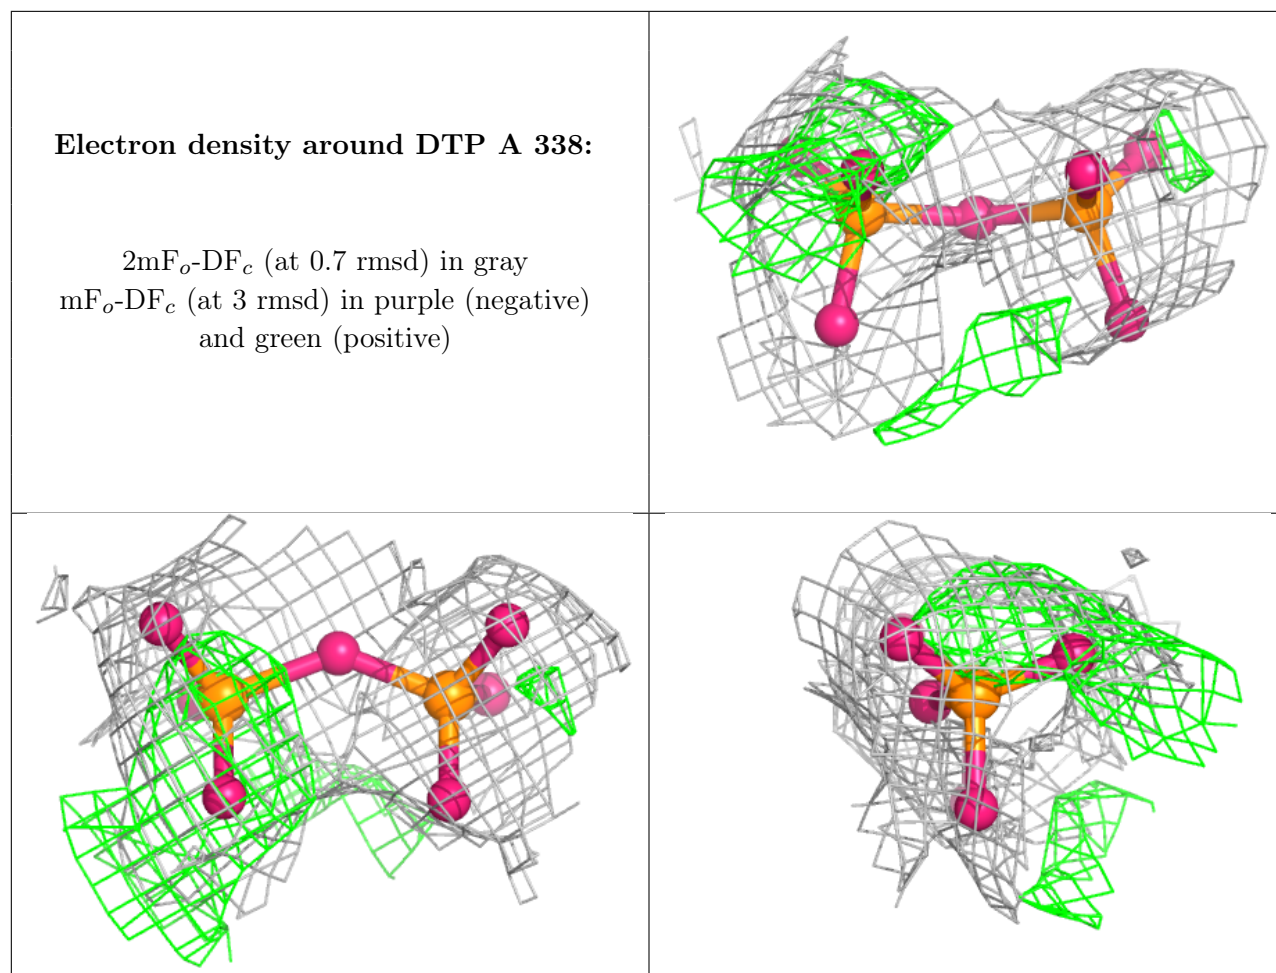 Electron density around DTP A 338:
2mFo-DFc (at 0.7 rmsd) in gray
mFo-DFc (at 3 rmsd) in purple (negative)
and green (positive)